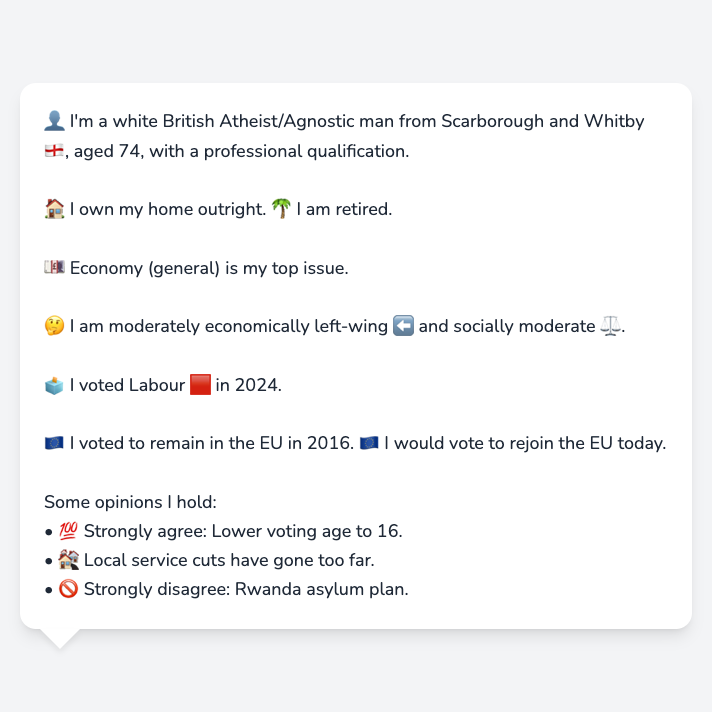 👤 I'm a white British Atheist/Agnostic man from Scarborough and Whitby
🏴󠁧󠁢󠁥󠁮󠁧󠁿, aged 74, with a professional qualification.
🏠 I own my home outright. 🌴 I am retired.
💷 Economy (general) is my top issue.
🤔 I am moderately economically left-wing ⬅️ and socially moderate ⚖️.
🗳️ I voted Labour 🟥 in 2024.
🇪🇺 I voted to remain in the EU in 2016. 🇪🇺 I would vote to rejoin the EU today.
Some opinions I hold:
• 💯 Strongly agree: Lower voting age to 16.
• 🏚️ Local service cuts have gone too far.
• 🚫 Strongly disagree: Rwanda asylum plan.